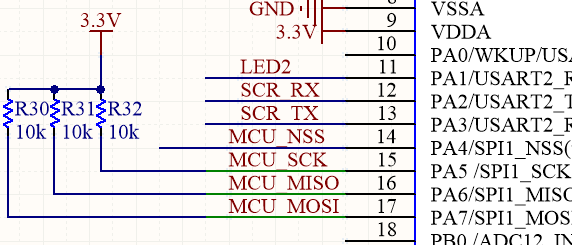 GND
3.3V
3.3V
R30 R31 R32
10k 10k 10k
LED2
SCR_RX
SCR_TX
MCU_NSS
MCU_SCK
MCU_MISO
MCU_MOSI
9
10
11
12
13
14
15
16
17
18
VSSA
VDDA
PA0/WKUP/USA
PA1/USART2_R
PA2/USART2_T
PA3/USART2_R
PA4/SPI1_NSS(
PA5 /SPI1_SCK
PA6/SPI1_MISO
PA7/SPI1_MOS
PB0 /ADC12_IN